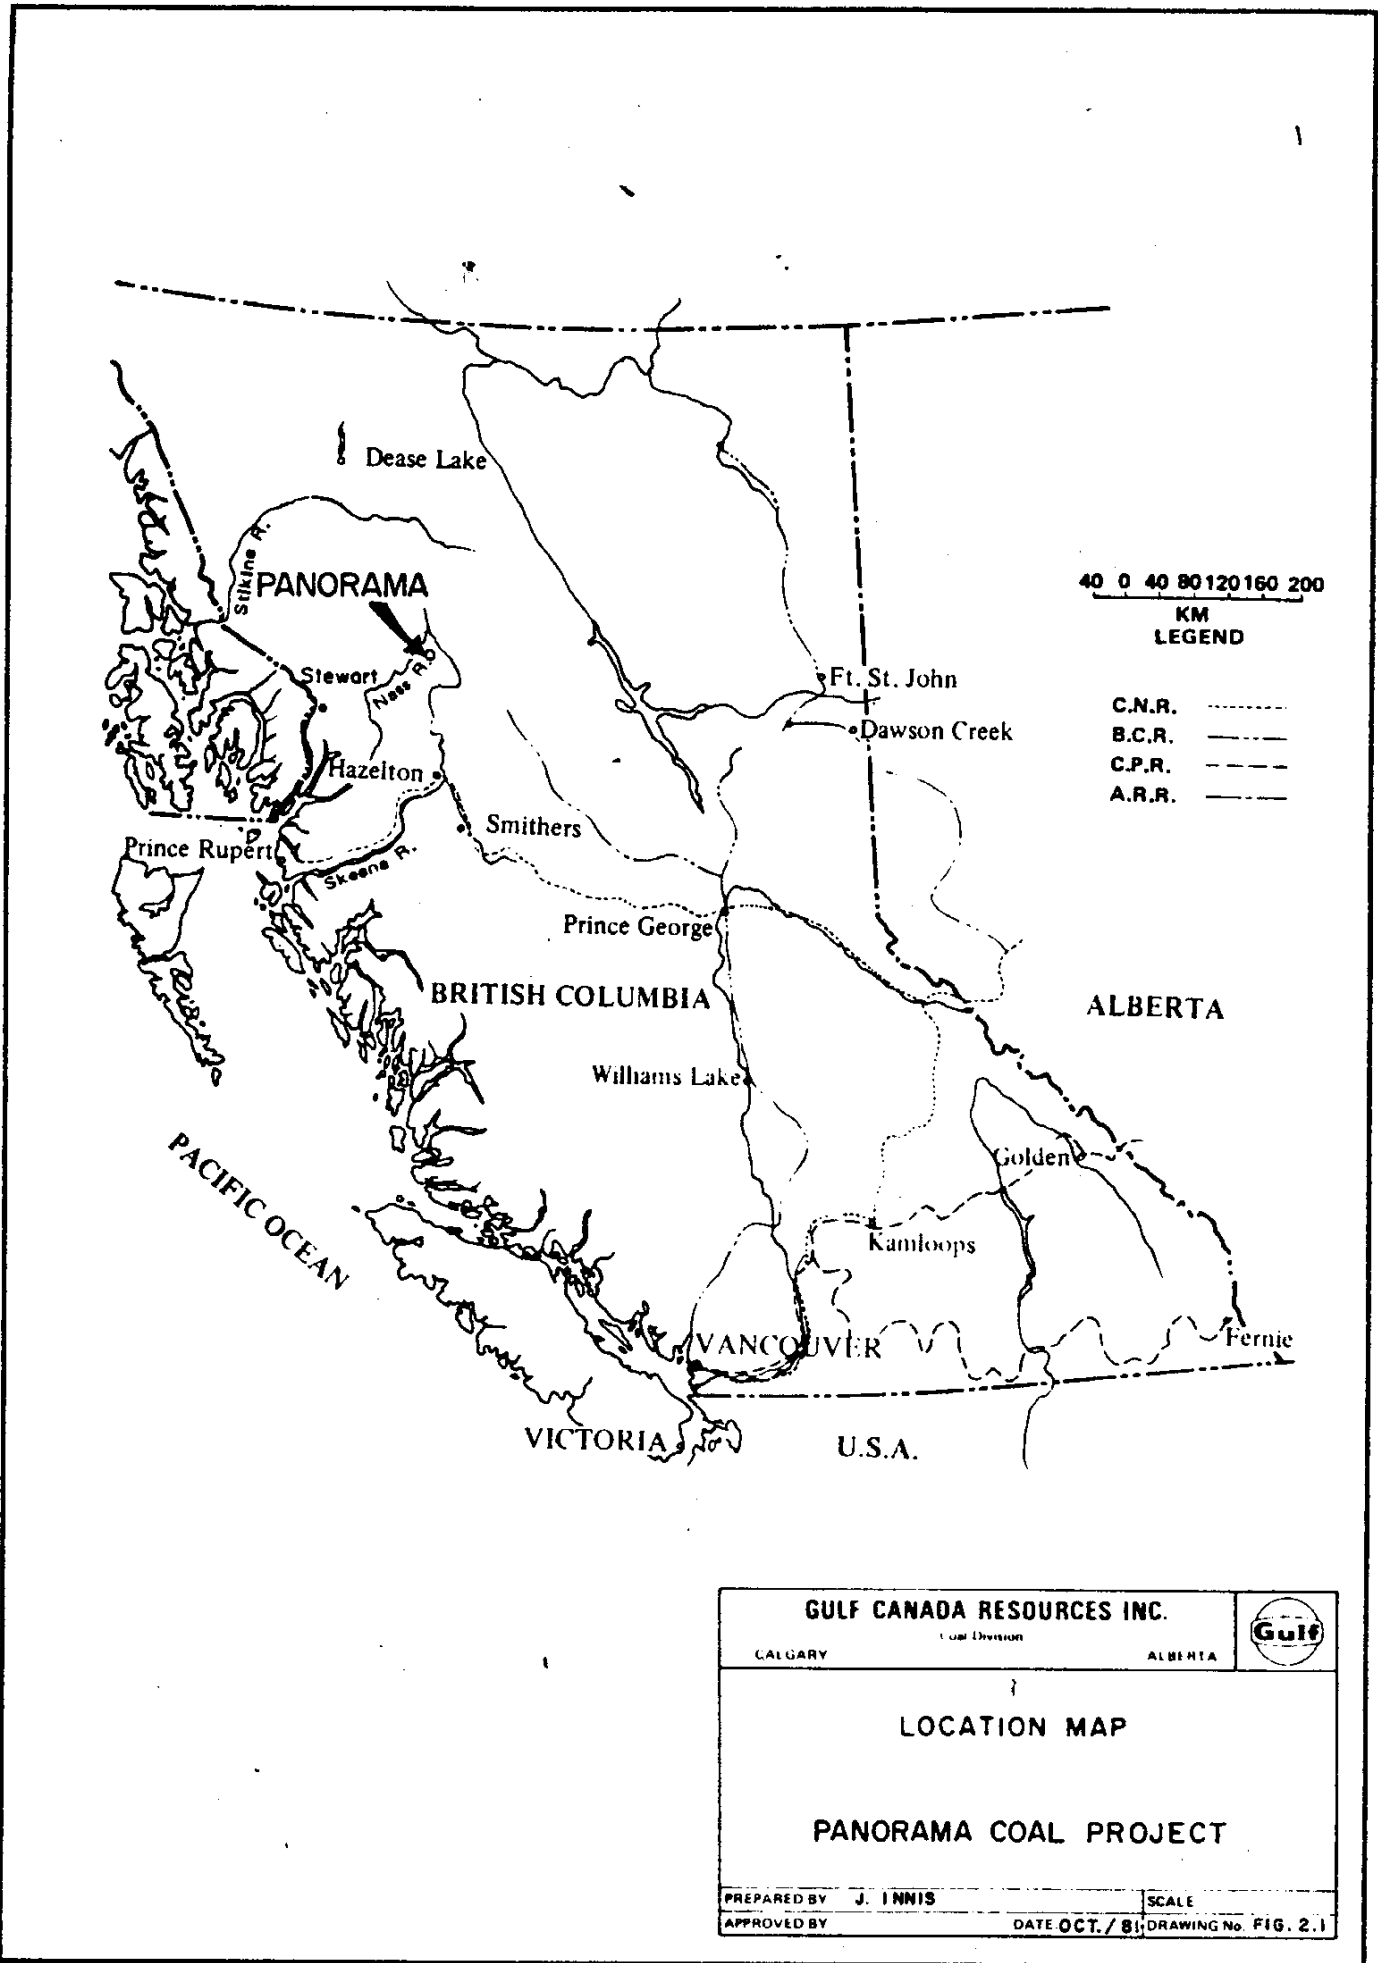 Dease Lake
Stikine R.
PANORAMA
40 0 40 80 120 160 200
KM
LEGEND
Stewart
Nass R.
Ft. St. John
C.N.R.
Dawson Creek
B.C.R.
C.P.R.
Hazelton
A.R.R.
Smithers
Prince Rupert
Skeena R.
Prince George
BRITISH COLUMBIA
ALBERTA
Williams Lake
PACIFIC OCEAN
Golden
Kamloops
VANCOUVER
Fernie
VICTORIA
U.S.A.
GULF CANADA RESOURCES INC.
Coal Division
CALGARY ALBERTA
Gulf
LOCATION MAP
PANORAMA COAL PROJECT
PREPARED BY J. INNIS SCALE
APPROVED BY DATE OCT./81 DRAWING No. FIG. 2.1